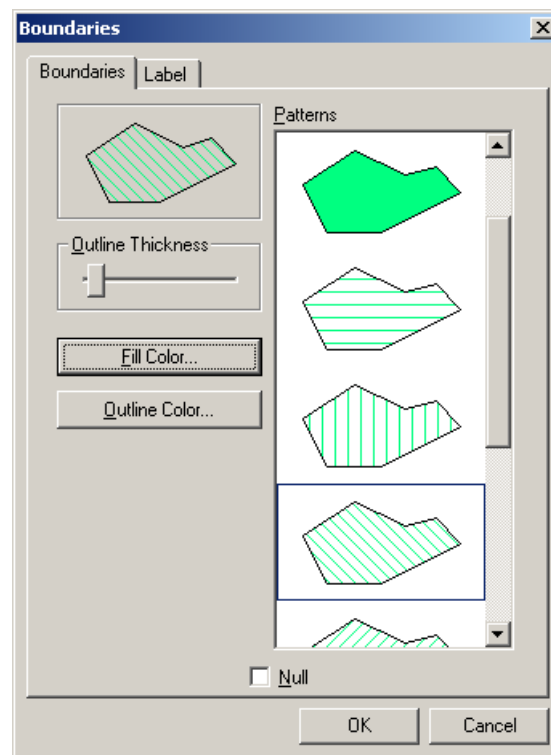 Boundaries
Boundaries Label
Patterns
Outline Thickness
Fill Color...
Outline Color...
Null
OK Cancel